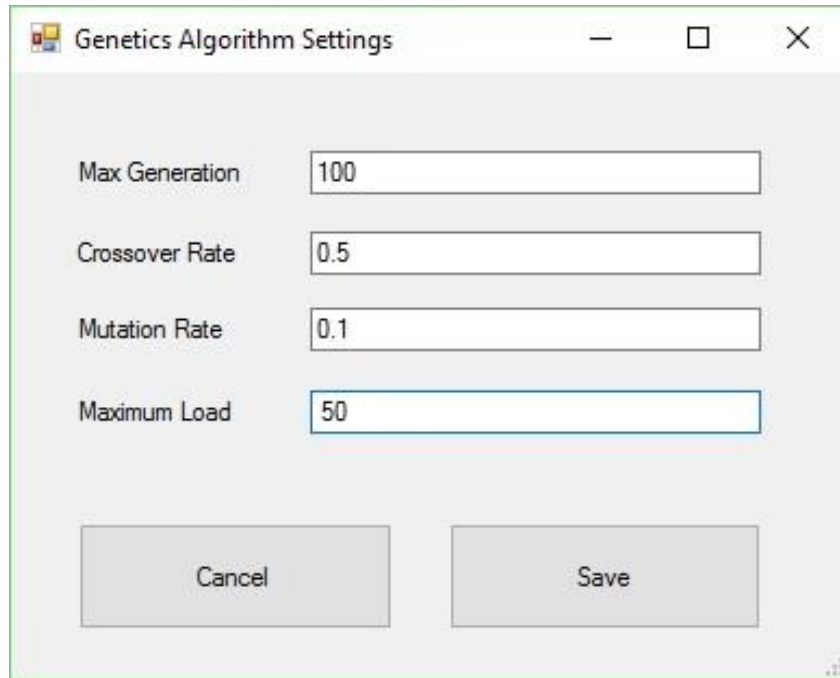 Genetics Algorithm Settings
Max Generation 100
Crossover Rate 0.5
Mutation Rate 0.1
Maximum Load 50
Cancel Save